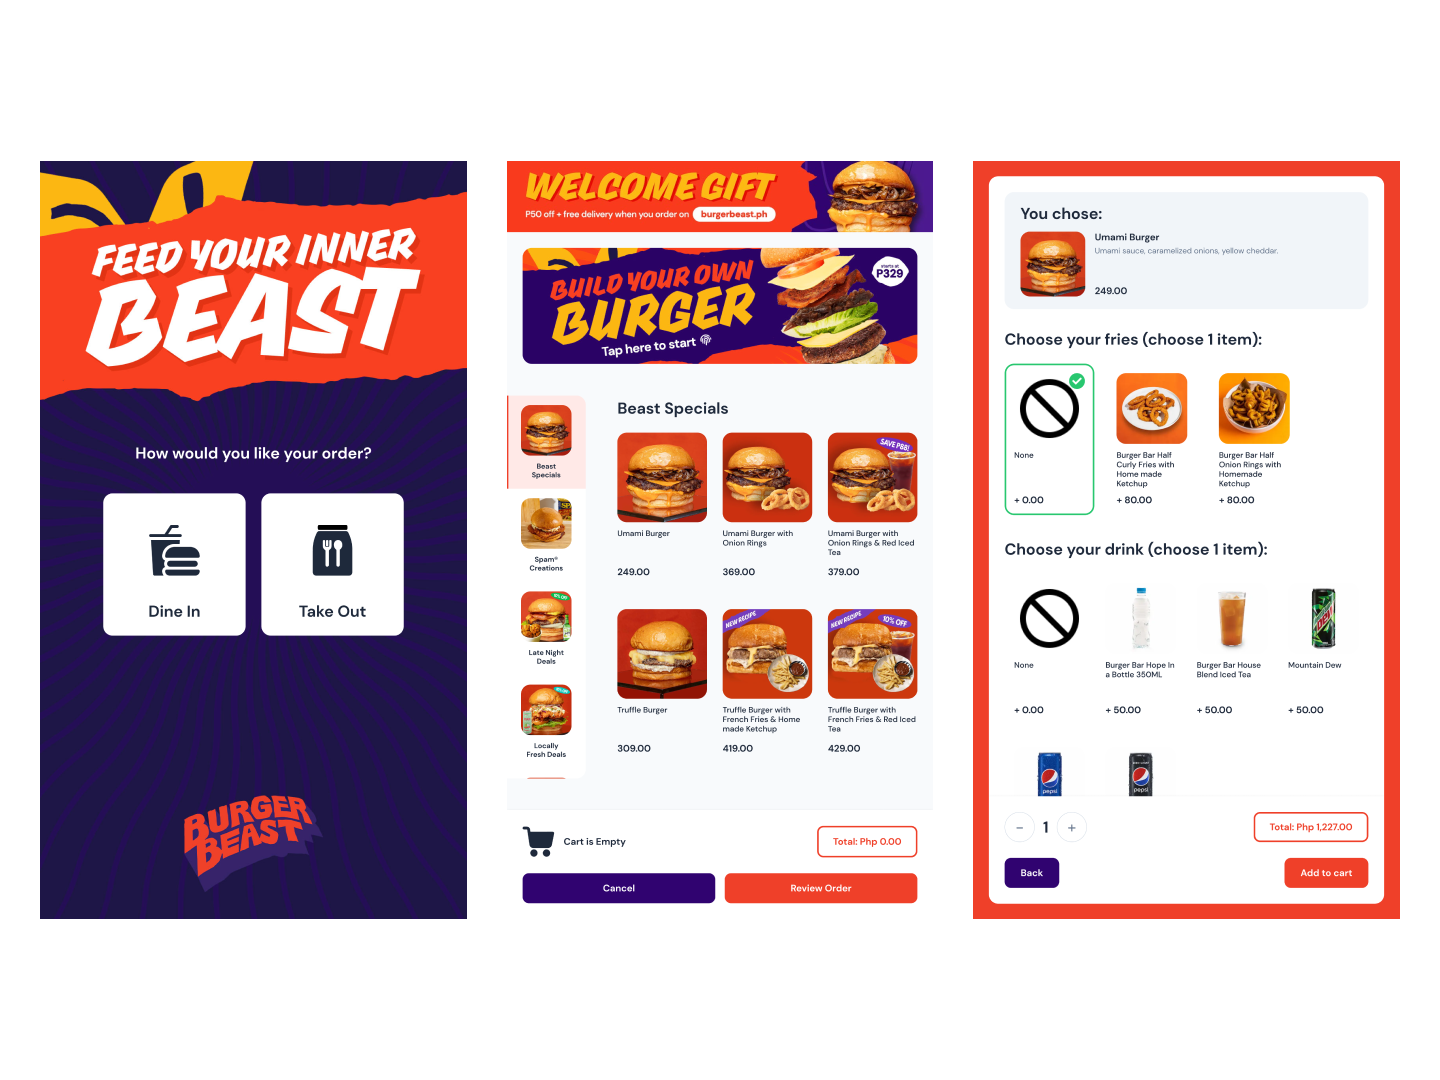 FEED YOUR INNER
BEAST
How would you like your order?
Dine In
Take Out
BURGER
BEAST
WELCOME GIFT
P50 off + free delivery when you order on burgerbeast.ph
BUILD YOUR OWN
BURGER
Tap here to start
starts at
P329
Beast
Specials
Spam®
Creations
Late Night
Deals
Locally
Fresh Deals
Beast Specials
SAVE P88!
Umami Burger
249.00
Umami Burger with
Onion Rings
369.00
Umami Burger with
Onion Rings & Red Iced
Tea
379.00
NEW RECIPE
NEW RECIPE
10% OFF
Truffle Burger
309.00
Truffle Burger with
French Fries & Home
made Ketchup
419.00
Truffle Burger with
French Fries & Red Iced
Tea
429.00
Cart is Empty
Total: Php 0.00
Cancel
Review Order
You chose:
Umami Burger
Umami sauce, caramelized onions, yellow cheddar.
249.00
Choose your fries (choose 1 item):
None
+ 0.00
Burger Bar Half
Curly Fries with
Home made
Ketchup
+ 80.00
Burger Bar Half
Onion Rings with
Homemade
Ketchup
+ 80.00
Choose your drink (choose 1 item):
None
+ 0.00
Burger Bar Hope In
a Bottle 350ML
+ 50.00
Burger Bar House
Blend Iced Tea
+ 50.00
DEW
Mountain Dew
+ 50.00
pepsi
pepsi
− 1 +
Total: Php 1,227.00
Back
Add to cart